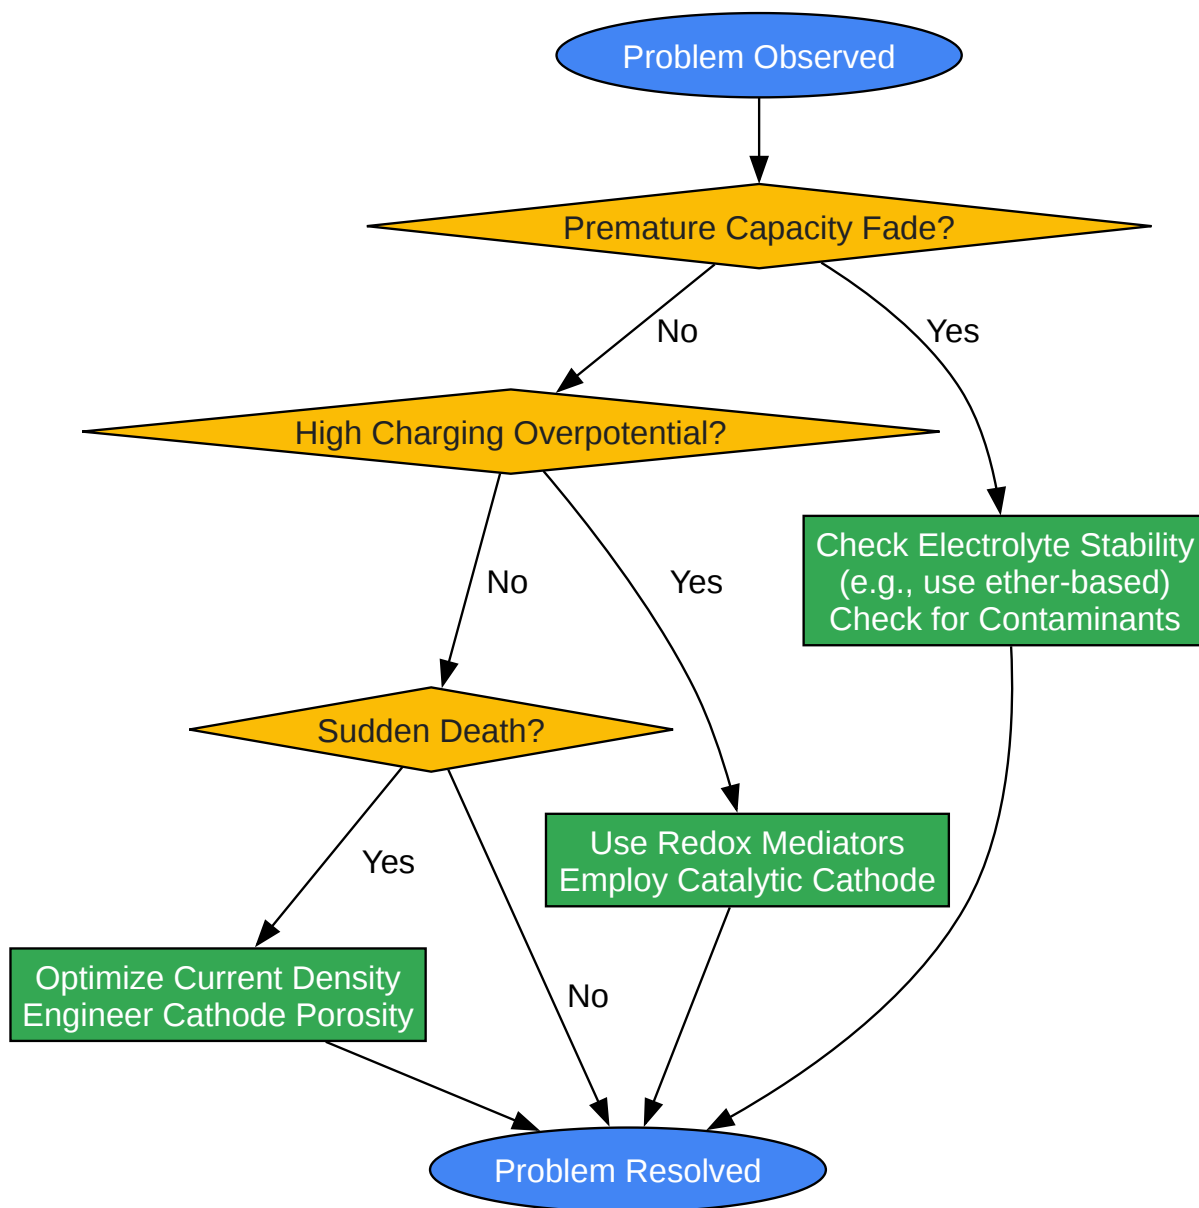 Problem Observed
Premature Capacity Fade?
No
Yes
High Charging Overpotential?
No
Yes
Check Electrolyte Stability
(e.g., use ether-based)
Check for Contaminants
Sudden Death?
Yes
No
Use Redox Mediators
Employ Catalytic Cathode
Optimize Current Density
Engineer Cathode Porosity
Problem Resolved